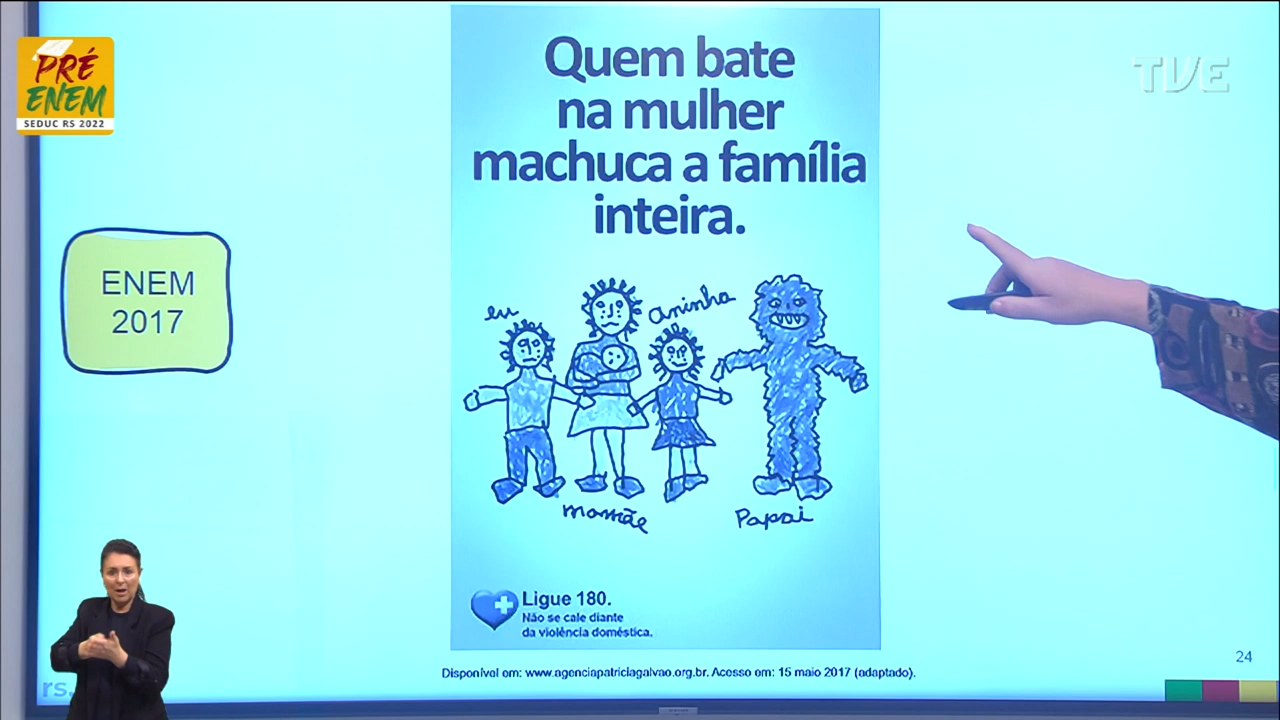 PRÉ
ENEM
SEDUC RS 2022
TVE
Quem bate
na mulher
machuca a família
inteira.
ENEM
2017
eu
aninha
mamãe
Papai
Ligue 180.
Não se cale diante
da violência doméstica.
Disponível em: www.agenciapatriciagalvao.org.br. Acesso em: 15 maio 2017 (adaptado).
24
rs.